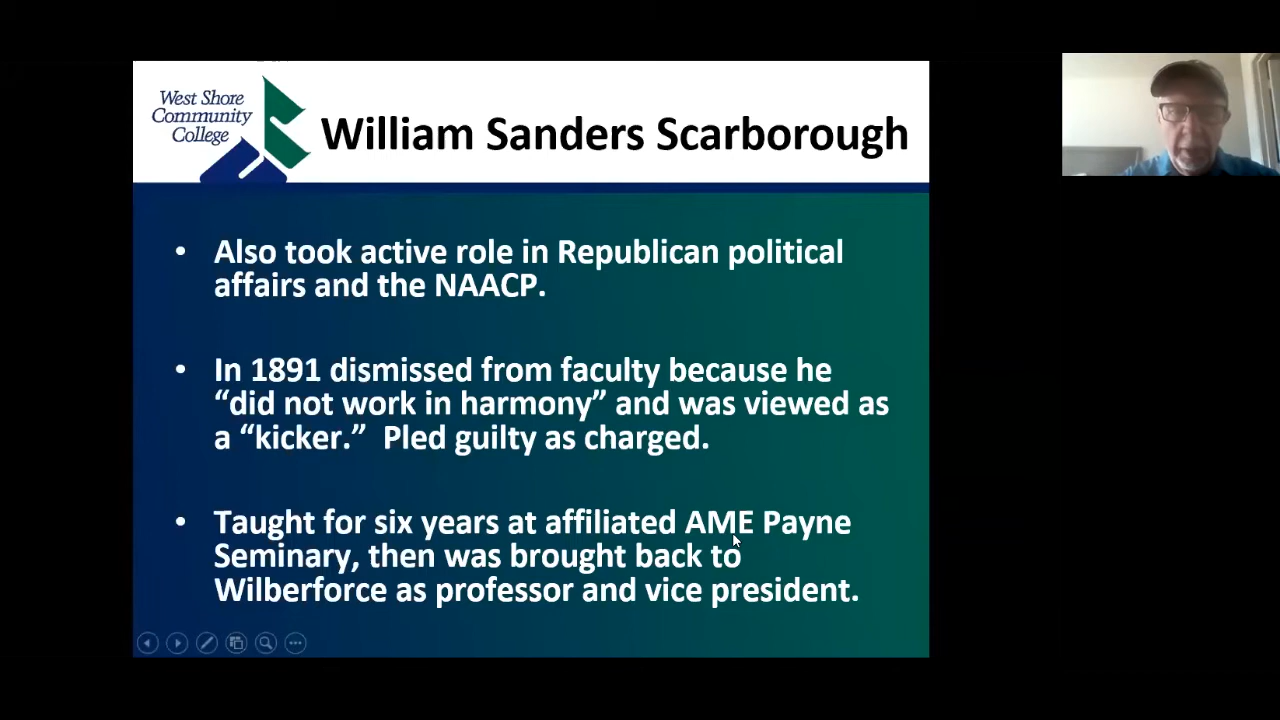 West Shore
Community
College
William Sanders Scarborough
• Also took active role in Republican political
affairs and the NAACP.
• In 1891 dismissed from faculty because he
“did not work in harmony” and was viewed as
a “kicker.”  Pled guilty as charged.
• Taught for six years at affiliated AME Payne
Seminary, then was brought back to
Wilberforce as professor and vice president.